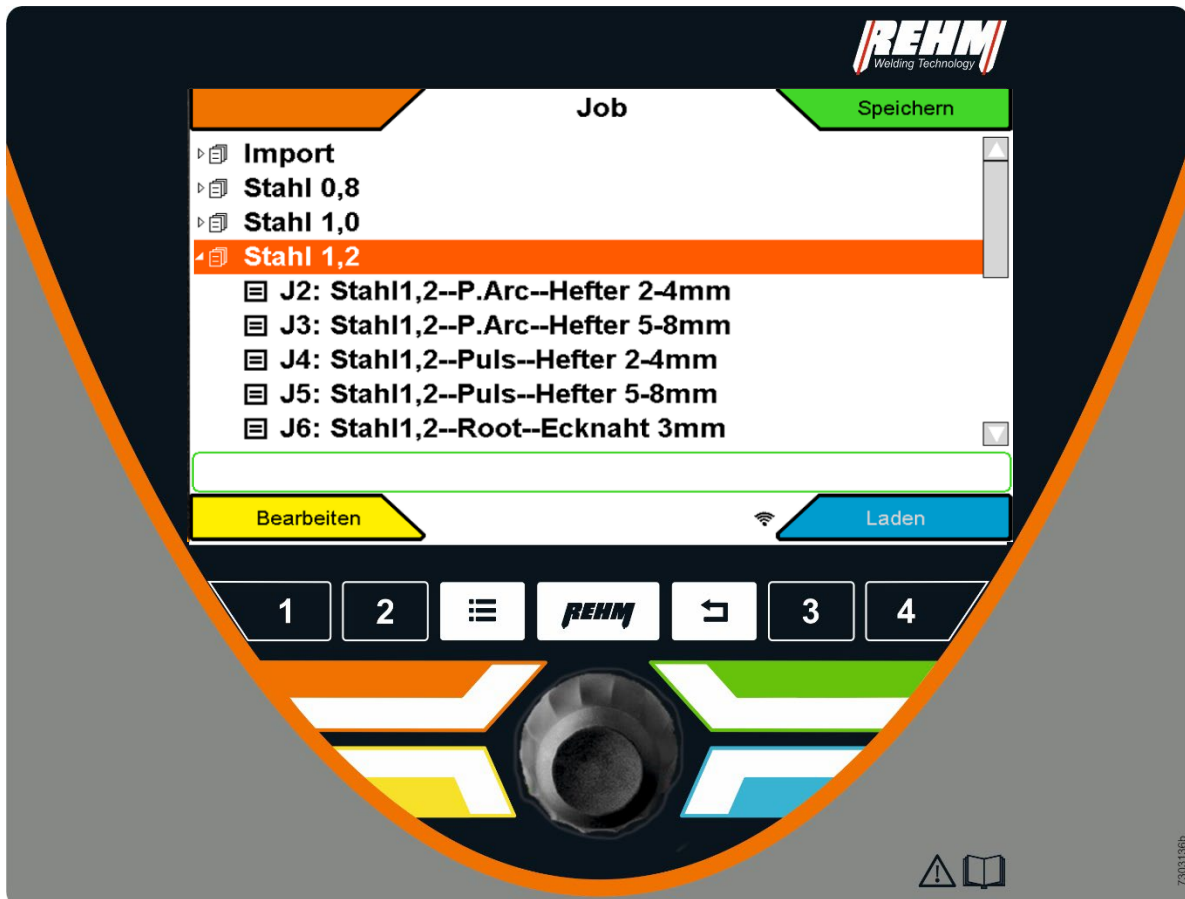 REHM
Welding Technology
Job
Speichern
Import
Stahl 0,8
Stahl 1,0
Stahl 1,2
J2: Stahl1,2--P.Arc--Hefter 2-4mm
J3: Stahl1,2--P.Arc--Hefter 5-8mm
J4: Stahl1,2--Puls--Hefter 2-4mm
J5: Stahl1,2--Puls--Hefter 5-8mm
J6: Stahl1,2--Root--Ecknaht 3mm
Bearbeiten
Laden
1 2 REHM 3 4
7303136b